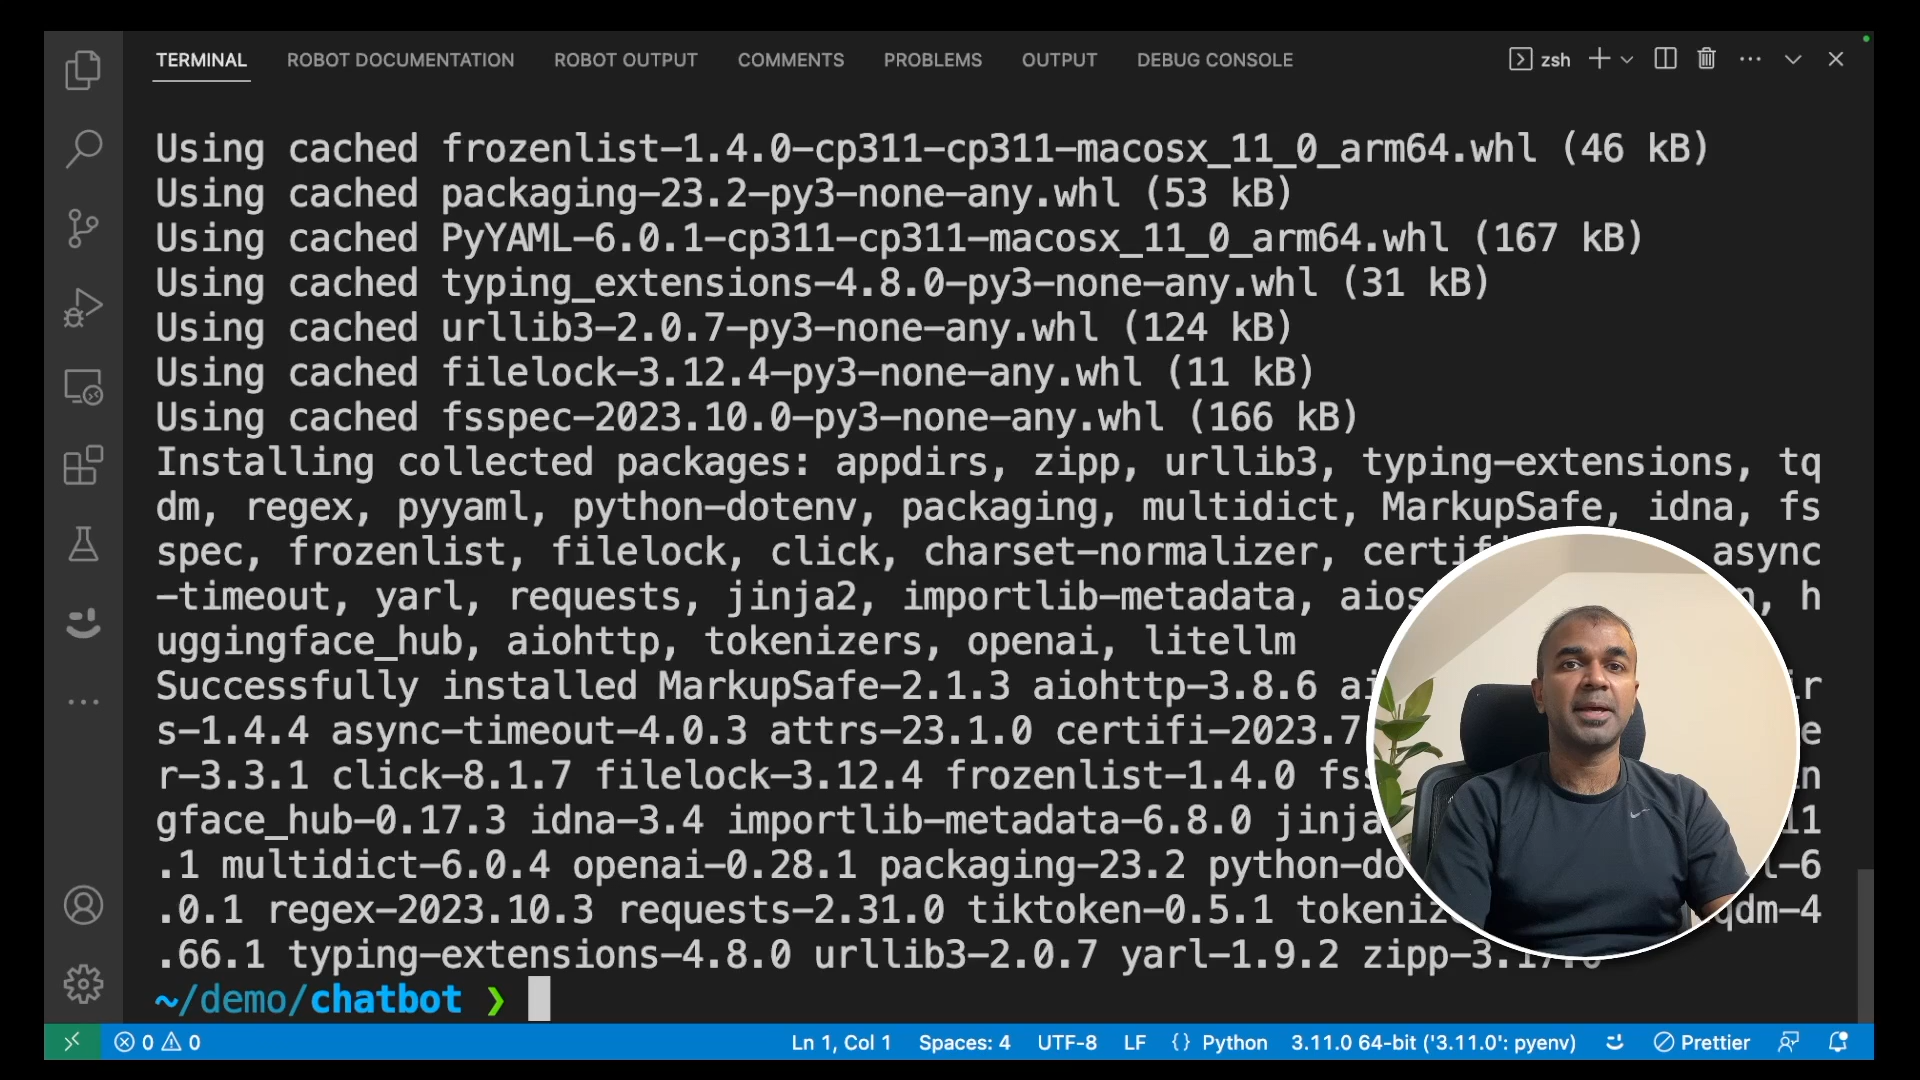 TERMINAL ROBOT DOCUMENTATION ROBOT OUTPUT COMMENTS PROBLEMS OUTPUT DEBUG CONSOLE zsh
Using cached frozenlist-1.4.0-cp311-cp311-macosx_11_0_arm64.whl (46 kB)
Using cached packaging-23.2-py3-none-any.whl (53 kB)
Using cached PyYAML-6.0.1-cp311-cp311-macosx_11_0_arm64.whl (167 kB)
Using cached typing_extensions-4.8.0-py3-none-any.whl (31 kB)
Using cached urllib3-2.0.7-py3-none-any.whl (124 kB)
Using cached filelock-3.12.4-py3-none-any.whl (11 kB)
Using cached fsspec-2023.10.0-py3-none-any.whl (166 kB)
Installing collected packages: appdirs, zipp, urllib3, typing-extensions, tq
dm, regex, pyyaml, python-dotenv, packaging, multidict, MarkupSafe, idna, fs
spec, frozenlist, filelock, click, charset-normalizer, async
-timeout, yarl, requests, jinja2, importlib-metadata, h
uggingface_hub, aiohttp, tokenizers, openai, litellm
Successfully installed MarkupSafe-2.1.3 aiohttp-3.8.6 r
s-1.4.4 async-timeout-4.0.3 attrs-23.1.0 certifi-2023.7 e
r-3.3.1 click-8.1.7 filelock-3.12.4 frozenlist-1.4.0 n
gface_hub-0.17.3 idna-3.4 importlib-metadata-6.8.0 11
.1 multidict-6.0.4 openai-0.28.1 packaging-23.2 l-6
.0.1 regex-2023.10.3 requests-2.31.0 tiktoken-0.5.1 qdm-4
.66.1 typing-extensions-4.8.0 urllib3-2.0.7 yarl-1.9.2
~/demo/chatbot ❯
0 0 Ln 1, Col 1 Spaces: 4 UTF-8 LF {} Python 3.11.0 64-bit ('3.11.0': pyenv) Prettier